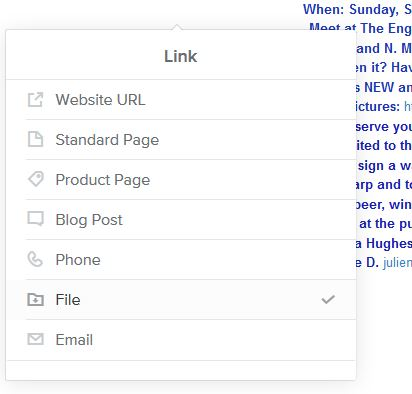 When: Sunday, S
Meet at The Eng
and N. M
en it? Hav
s NEW an
ictures: h
serve you
ited to th
sign a w
arp and to
beer, win
at the pu
a Hughes
e D. julien
Link
Website URL
Standard Page
Product Page
Blog Post
Phone
File
Email